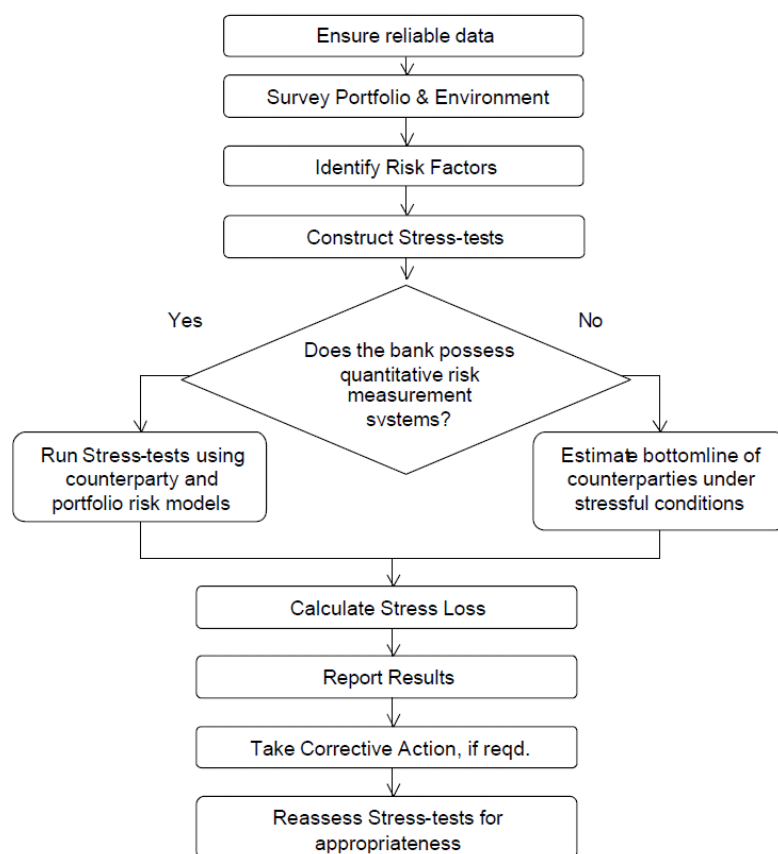 Ensure reliable data
Survey Portfolio & Environment
Identify Risk Factors
Construct Stress-tests
Yes
No
Does the bank possess
quantitative risk
measurement
systems?
Run Stress-tests using
counterparty and
portfolio risk models
Estimate bottomline of
counterparties under
stressful conditions
Calculate Stress Loss
Report Results
Take Corrective Action, if reqd.
Reassess Stress-tests for
appropriateness